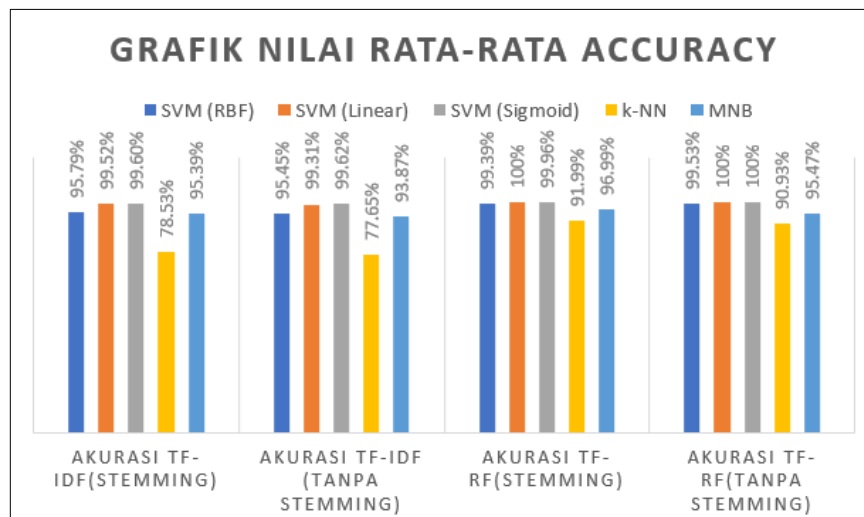 GRAFIK NILAI RATA-RATA ACCURACY
SVM (RBF) SVM (Linear) SVM (Sigmoid) k-NN MNB
95.79% 99.52% 99.60% 78.53% 95.39% 95.45% 99.31% 99.62% 77.65% 93.87% 99.39% 100% 99.96% 91.99% 96.99% 99.53% 100% 100% 90.93% 95.47%
AKURASI TF-
IDF(STEMMING)
AKURASI TF-IDF
(TANPA
STEMMING)
AKURASI TF-
RF(STEMMING)
AKURASI TF-
RF(TANPA
STEMMING)